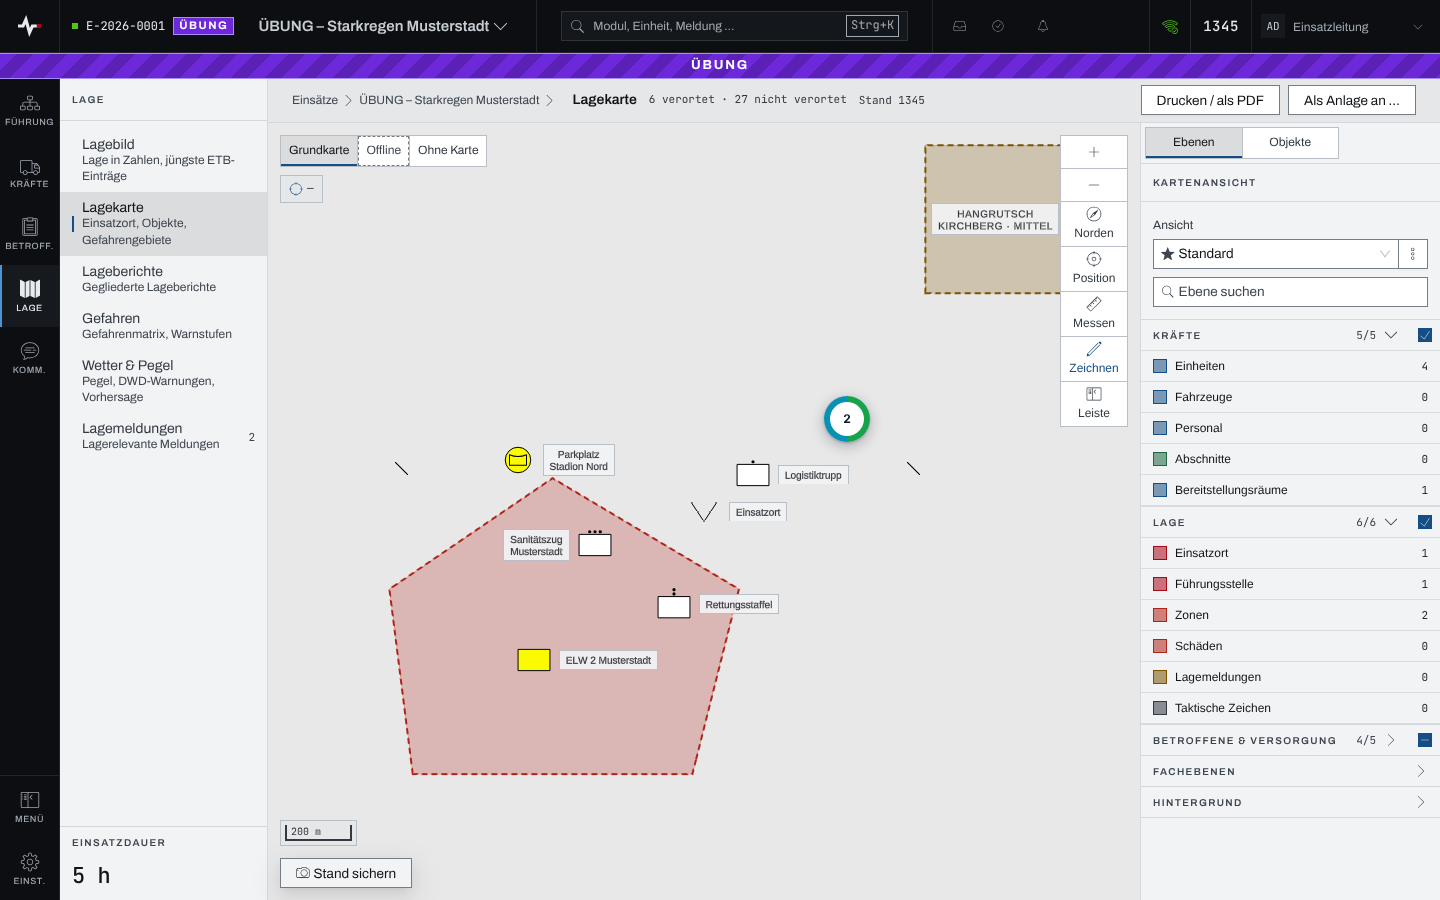 E-2026-0001 ÜBUNG
ÜBUNG – Starkregen Musterstadt
Modul, Einheit, Meldung ...
Strg+K
1345
AD
Einsatzleitung
ÜBUNG
FÜHRUNG
KRÄFTE
BETROFF.
LAGE
KOMM.
MENÜ
EINST.
LAGE
Lagebild
Lage in Zahlen, jüngste ETB-
Einträge
Lagekarte
Einsatzort, Objekte,
Gefahrengebiete
Lageberichte
Gegliederte Lageberichte
Gefahren
Gefahrenmatrix, Warnstufen
Wetter & Pegel
Pegel, DWD-Warnungen,
Vorhersage
Lagemeldungen
Lagerelevante Meldungen
2
EINSATZDAUER
5 h
Einsätze
ÜBUNG – Starkregen Musterstadt
Lagekarte
6 verortet · 27 nicht verortet
Stand 1345
Drucken / als PDF
Als Anlage an ...
Grundkarte
Offline
Ohne Karte
–
HANGRUTSCH
KIRCHBERG · MITTEL
+
–
Norden
Position
Messen
Zeichnen
Leiste
2
Parkplatz
Stadion Nord
Logistiktrupp
Einsatzort
Sanitätszug
Musterstadt
Rettungsstaffel
ELW 2 Musterstadt
200 m
Stand sichern
Ebenen
Objekte
KARTENANSICHT
Ansicht
Standard
Ebene suchen
KRÄFTE 5/5
Einheiten 4
Fahrzeuge 0
Personal 0
Abschnitte 0
Bereitstellungsräume 1
LAGE 6/6
Einsatzort 1
Führungsstelle 1
Zonen 2
Schäden 0
Lagemeldungen 0
Taktische Zeichen 0
BETROFFENE & VERSORGUNG 4/5
FACHEBENEN
HINTERGRUND